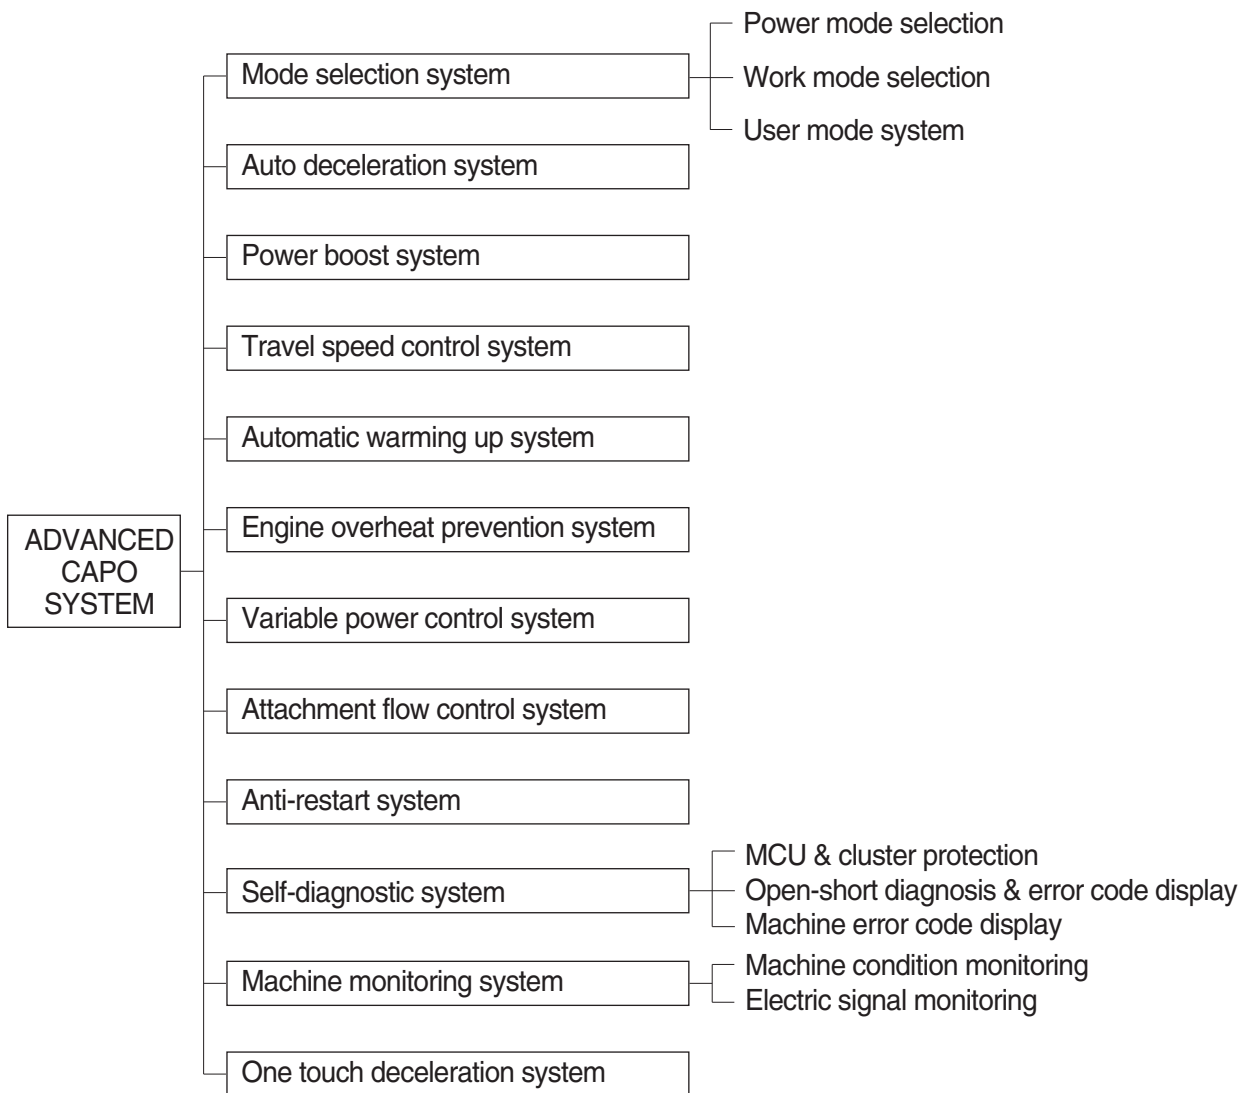 Power mode selection
Mode selection system
Work mode selection
User mode system
Auto deceleration system
Power boost system
Travel speed control system
Automatic warming up system
Engine overheat prevention system
ADVANCED
CAPO
SYSTEM
Variable power control system
Attachment flow control system
Anti-restart system
MCU & cluster protection
Self-diagnostic system
Open-short diagnosis & error code display
Machine error code display
Machine condition monitoring
Machine monitoring system
Electric signal monitoring
One touch deceleration system